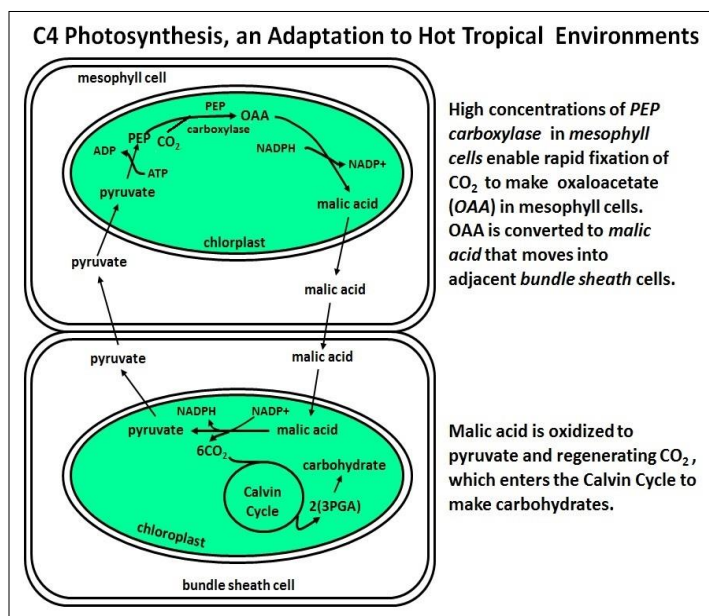 C4 Photosynthesis, an Adaptation to Hot Tropical Environments
mesophyll cell
PEP
carboxylase
OAA
PEP
CO2
ADP
ATP
NADPH
NADP+
pyruvate
malic acid
chlorplast
pyruvate
malic acid
High concentrations of PEP
carboxylase in mesophyll
cells enable rapid fixation of
CO2 to make oxaloacetate
(OAA) in mesophyll cells.
OAA is converted to malic
acid that moves into
adjacent bundle sheath cells.
pyruvate
malic acid
NADPH
NADP+
pyruvate
malic acid
6CO2
carbohydrate
Calvin
Cycle
2(3PGA)
chloroplast
bundle sheath cell
Malic acid is oxidized to
pyruvate and regenerating CO2 ,
which enters the Calvin Cycle to
make carbohydrates.